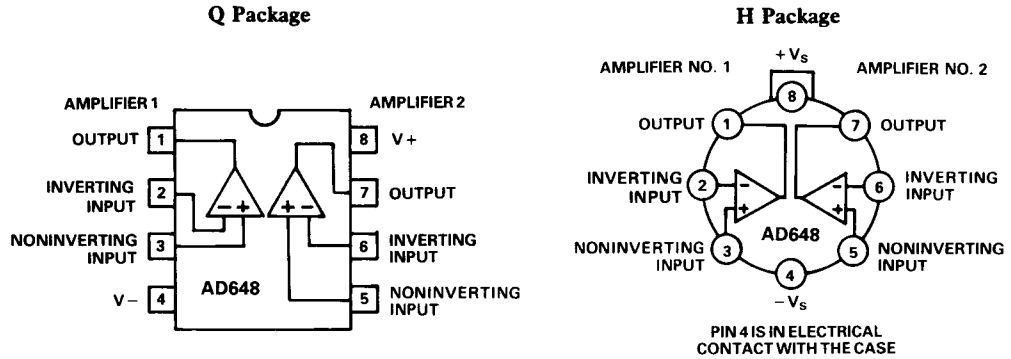 Q Package
AMPLIFIER 1
AMPLIFIER 2
OUTPUT
1
8
V+
INVERTING
INPUT
2
7
OUTPUT
– +
+ –
NONINVERTING
INPUT
3
6
INVERTING
INPUT
V–
4
AD648
5
NONINVERTING
INPUT
H Package
+VS
AMPLIFIER NO. 1
AMPLIFIER NO. 2
8
OUTPUT
1
7
OUTPUT
INVERTING
INPUT
2
–
+
–
+
6
INVERTING
INPUT
AD648
NONINVERTING
INPUT
3
5
NONINVERTING
INPUT
4
–VS
PIN 4 IS IN ELECTRICAL
CONTACT WITH THE CASE